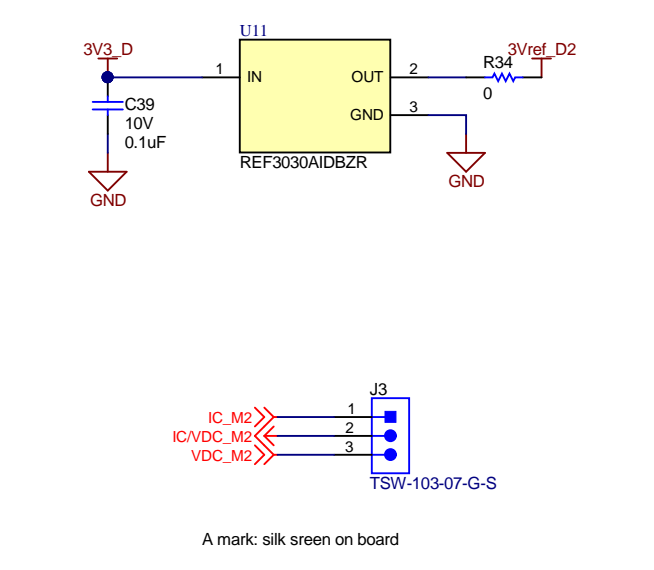 U11
3V3_D
3Vref_D2
R34
1
IN
OUT
2
C39
0
10V
GND
3
0.1uF
REF3030AIDBZR
GND
GND
J3
IC_M2
1
IC/VDC_M2
2
VDC_M2
3
TSW-103-07-G-S
A mark: silk sreen on board